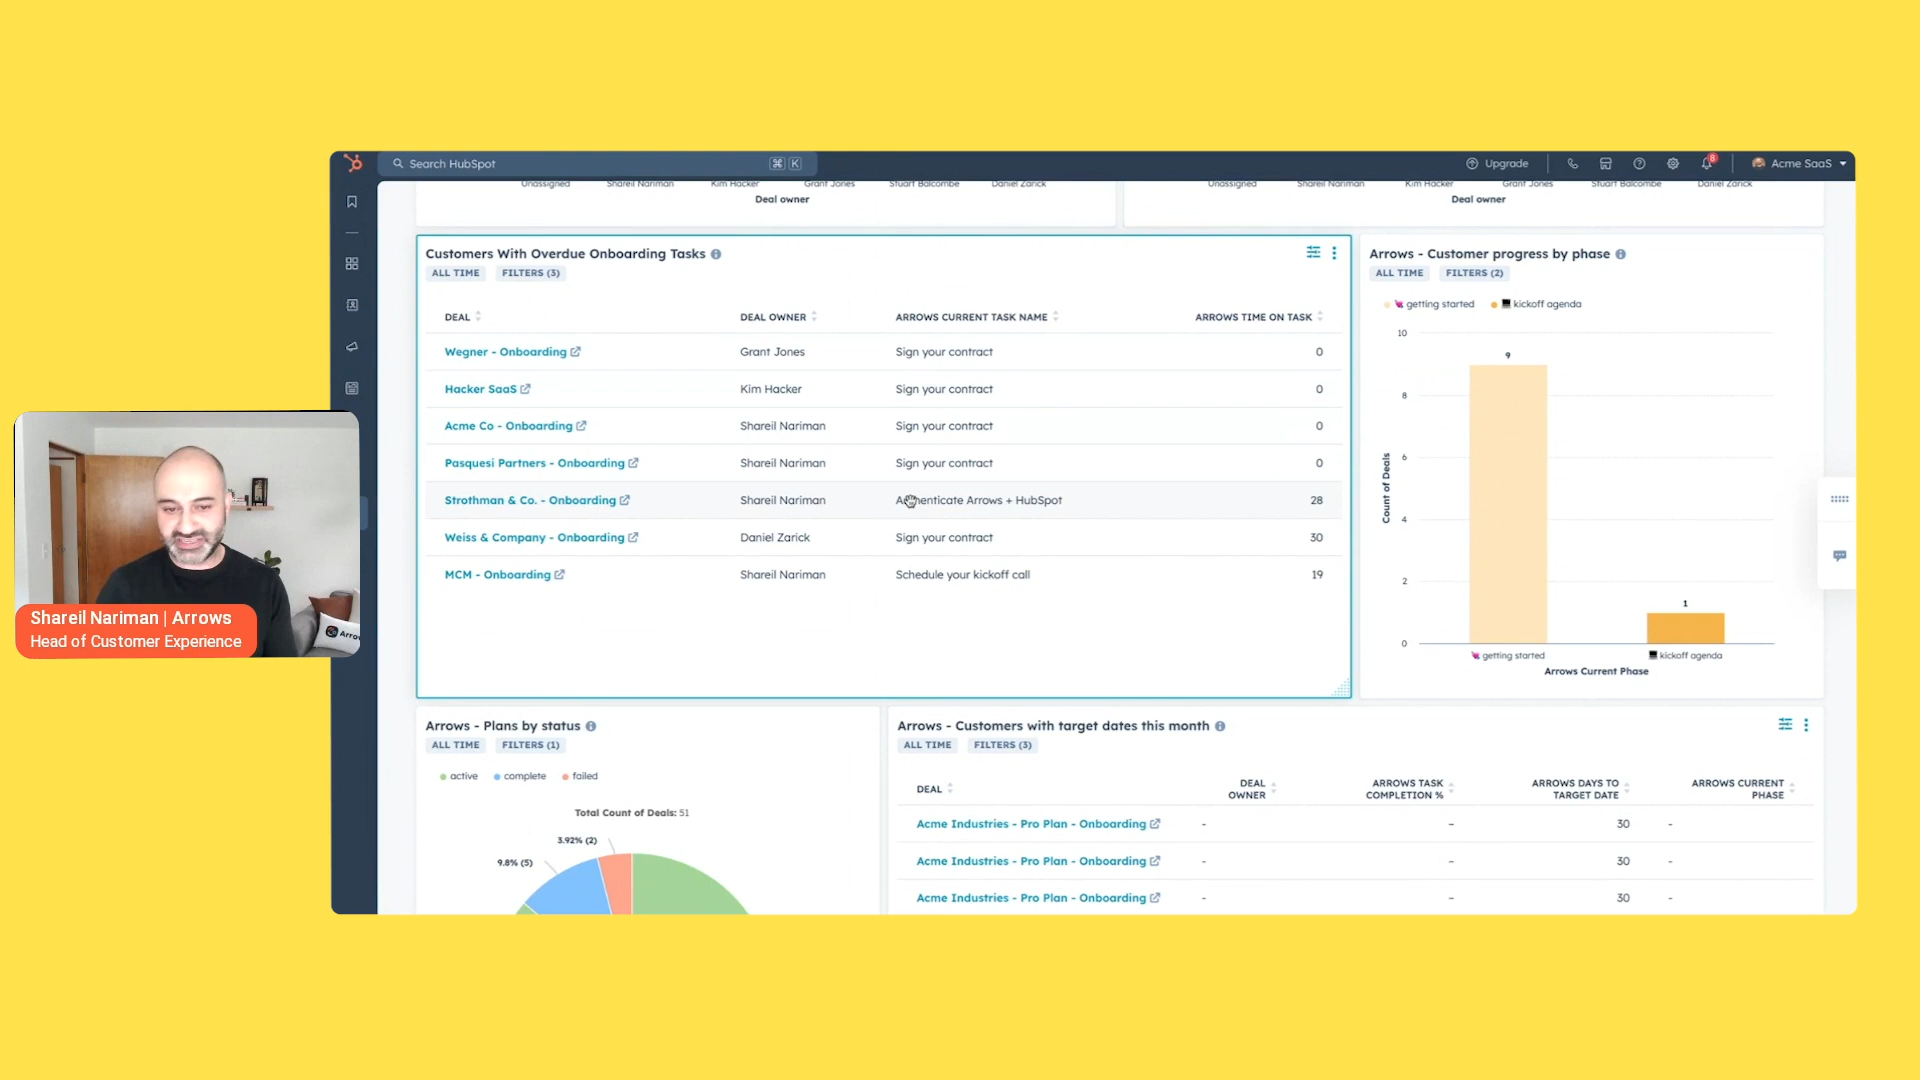 Search HubSpot
⌘ K
Upgrade
8
Acme SaaS
Unassigned Shareil Nariman Kim Hacker Grant Jones Stuart Balcombe Daniel Zarick
Deal owner
Unassigned Shareil Nariman Kim Hacker Grant Jones Stuart Balcombe Daniel Zarick
Deal owner
Customers With Overdue Onboarding Tasks
ALL TIME FILTERS (3)
DEAL DEAL OWNER ARROWS CURRENT TASK NAME ARROWS TIME ON TASK
Wegner - Onboarding Grant Jones Sign your contract 0
Hacker SaaS Kim Hacker Sign your contract 0
Acme Co - Onboarding Shareil Nariman Sign your contract 0
Pasquesi Partners - Onboarding Shareil Nariman Sign your contract 0
Strothman & Co. - Onboarding Shareil Nariman Authenticate Arrows + HubSpot 28
Weiss & Company - Onboarding Daniel Zarick Sign your contract 30
MCM - Onboarding Shareil Nariman Schedule your kickoff call 19
Arrows - Customer progress by phase
ALL TIME FILTERS (2)
getting started kickoff agenda
10
9
8
6
Count of Deals
4
2
1
0
getting started kickoff agenda
Arrows Current Phase
Shareil Nariman | Arrows
Head of Customer Experience
Arrows - Plans by status
ALL TIME FILTERS (1)
active complete failed
Total Count of Deals: 51
3.92% (2)
9.8% (5)
Arrows - Customers with target dates this month
ALL TIME FILTERS (3)
DEAL DEAL OWNER ARROWS TASK COMPLETION % ARROWS DAYS TO TARGET DATE ARROWS CURRENT PHASE
Acme Industries - Pro Plan - Onboarding - - 30 -
Acme Industries - Pro Plan - Onboarding - - 30 -
Acme Industries - Pro Plan - Onboarding - - 30 -